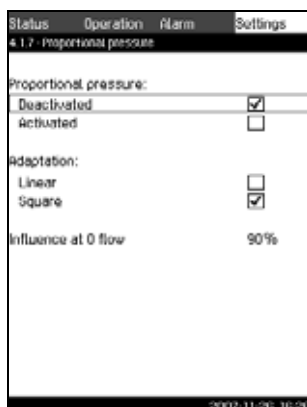 Status Operation Alarm Settings
4.1.7 - Proportional pressure
Proportional pressure:
Deactivated
Activated
Adaptation:
Linear
Square
Influence at 0 flow 90%